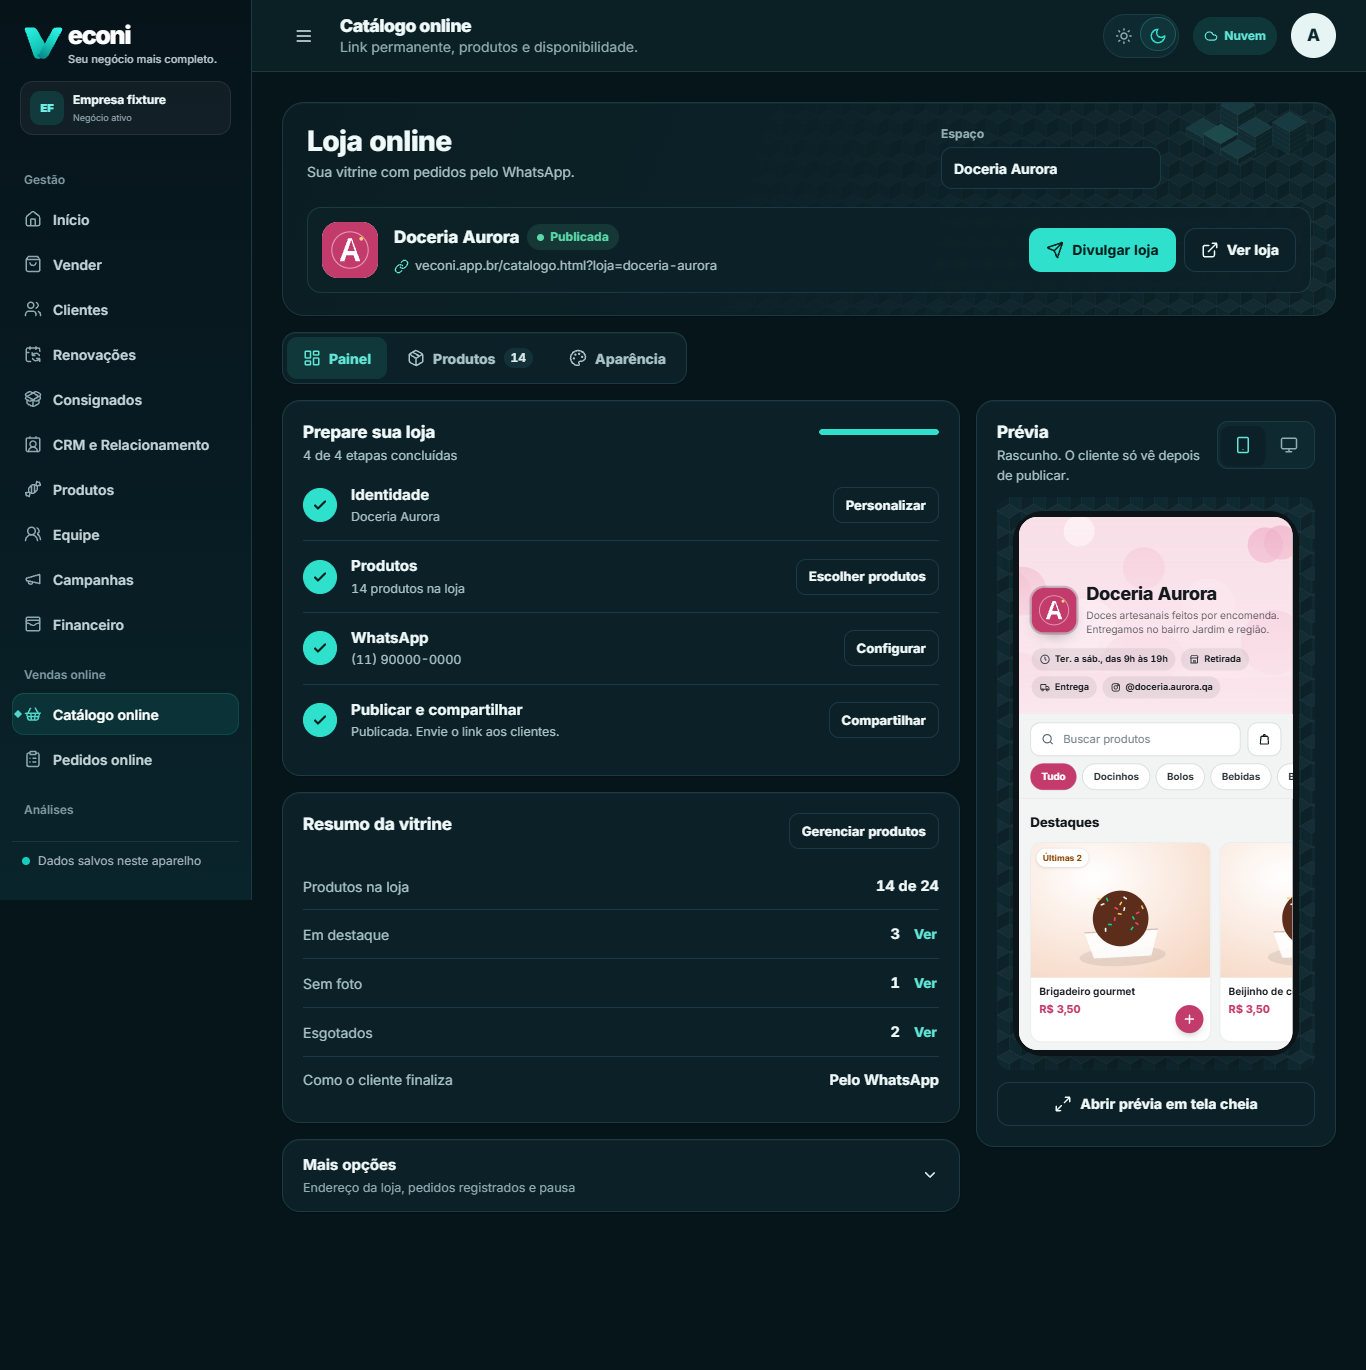 Veconi
Seu negócio mais completo.
EF
Empresa fixture
Negócio ativo
Gestão
Início
Vender
Clientes
Renovações
Consignados
CRM e Relacionamento
Produtos
Equipe
Campanhas
Financeiro
Vendas online
Catálogo online
Pedidos online
Análises
Dados salvos neste aparelho
Catálogo online
Link permanente, produtos e disponibilidade.
Nuvem
A
Loja online
Sua vitrine com pedidos pelo WhatsApp.
Espaço
Doceria Aurora
A
Doceria Aurora
Publicada
veconi.app.br/catalogo.html?loja=doceria-aurora
Divulgar loja
Ver loja
Painel
Produtos 14
Aparência
Prepare sua loja
4 de 4 etapas concluídas
Identidade
Doceria Aurora
Personalizar
Produtos
14 produtos na loja
Escolher produtos
WhatsApp
(11) 90000-0000
Configurar
Publicar e compartilhar
Publicada. Envie o link aos clientes.
Compartilhar
Resumo da vitrine
Gerenciar produtos
Produtos na loja
14 de 24
Em destaque
3 Ver
Sem foto
1 Ver
Esgotados
2 Ver
Como o cliente finaliza
Pelo WhatsApp
Mais opções
Endereço da loja, pedidos registrados e pausa
Prévia
Rascunho. O cliente só vê depois
de publicar.
A
Doceria Aurora
Doces artesanais feitos por encomenda.
Entregamos no bairro Jardim e região.
Ter. a sáb., das 9h às 19h
Retirada
Entrega
@doceria.aurora.qa
Buscar produtos
Tudo
Docinhos
Bolos
Bebidas
Destaques
Últimas 2
Brigadeiro gourmet
R$ 3,50
Beijinho de c
R$ 3,50
Abrir prévia em tela cheia